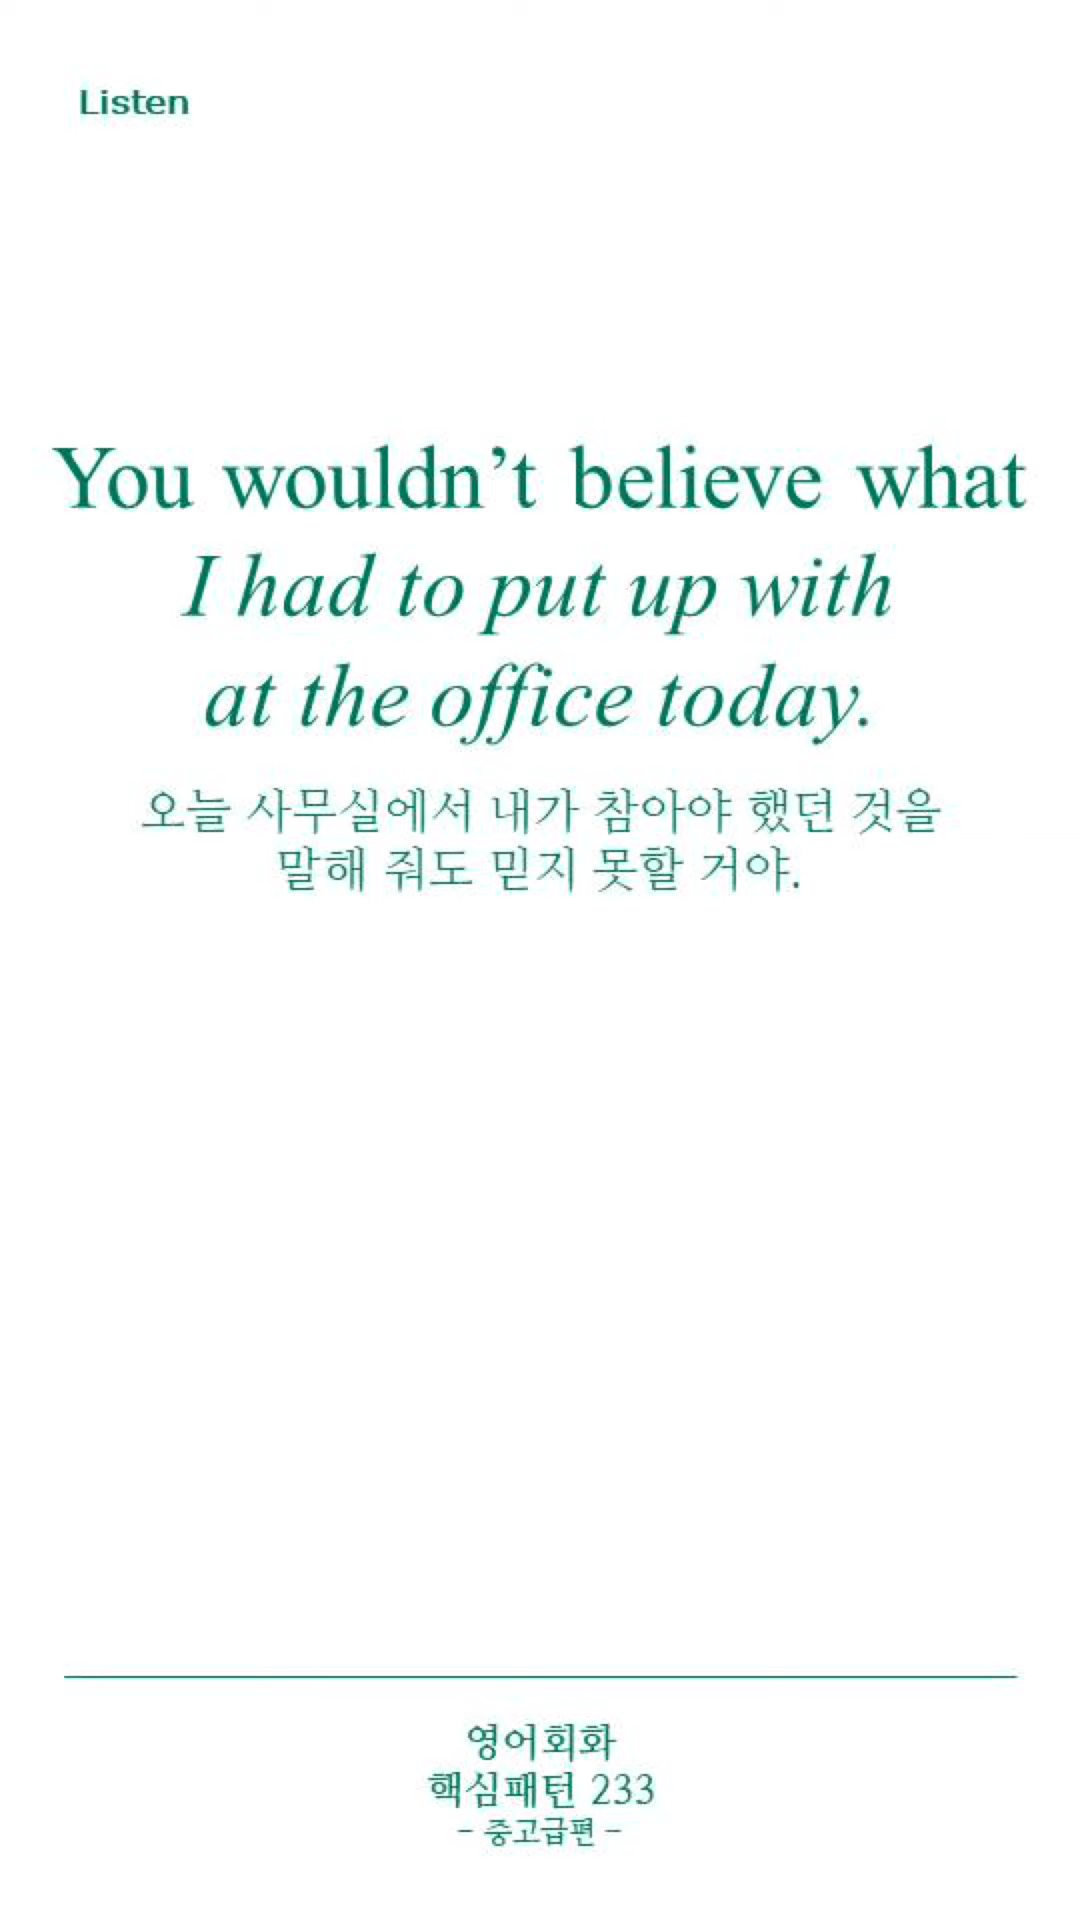 Listen
You wouldn’t believe what
I had to put up with
at the office today.
오늘 사무실에서 내가 참아야 했던 것을
말해 줘도 믿지 못할 거야.
영어회화
핵심패턴 233
- 중고급편 -